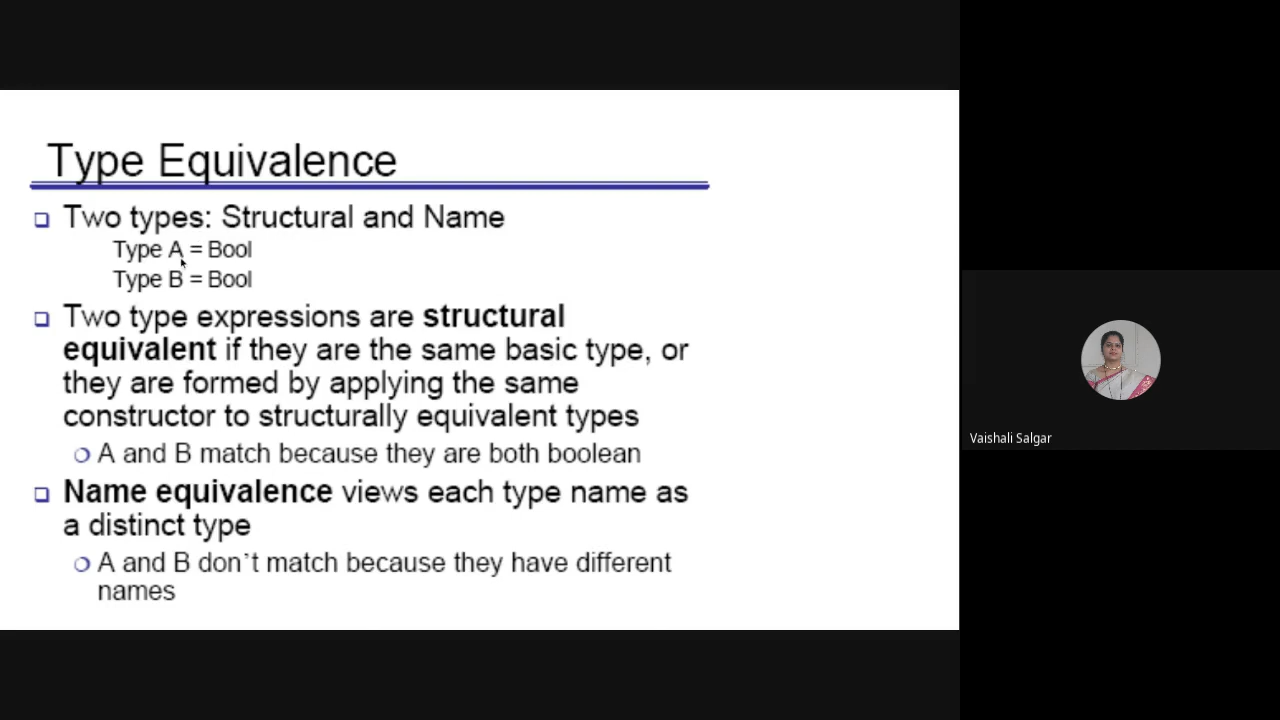 Type Equivalence
Two types: Structural and Name
Type A = Bool
Type B = Bool
Two type expressions are structural
equivalent if they are the same basic type, or
they are formed by applying the same
constructor to structurally equivalent types
A and B match because they are both boolean
Name equivalence views each type name as
a distinct type
A and B don't match because they have different
names
Vaishali Salgar